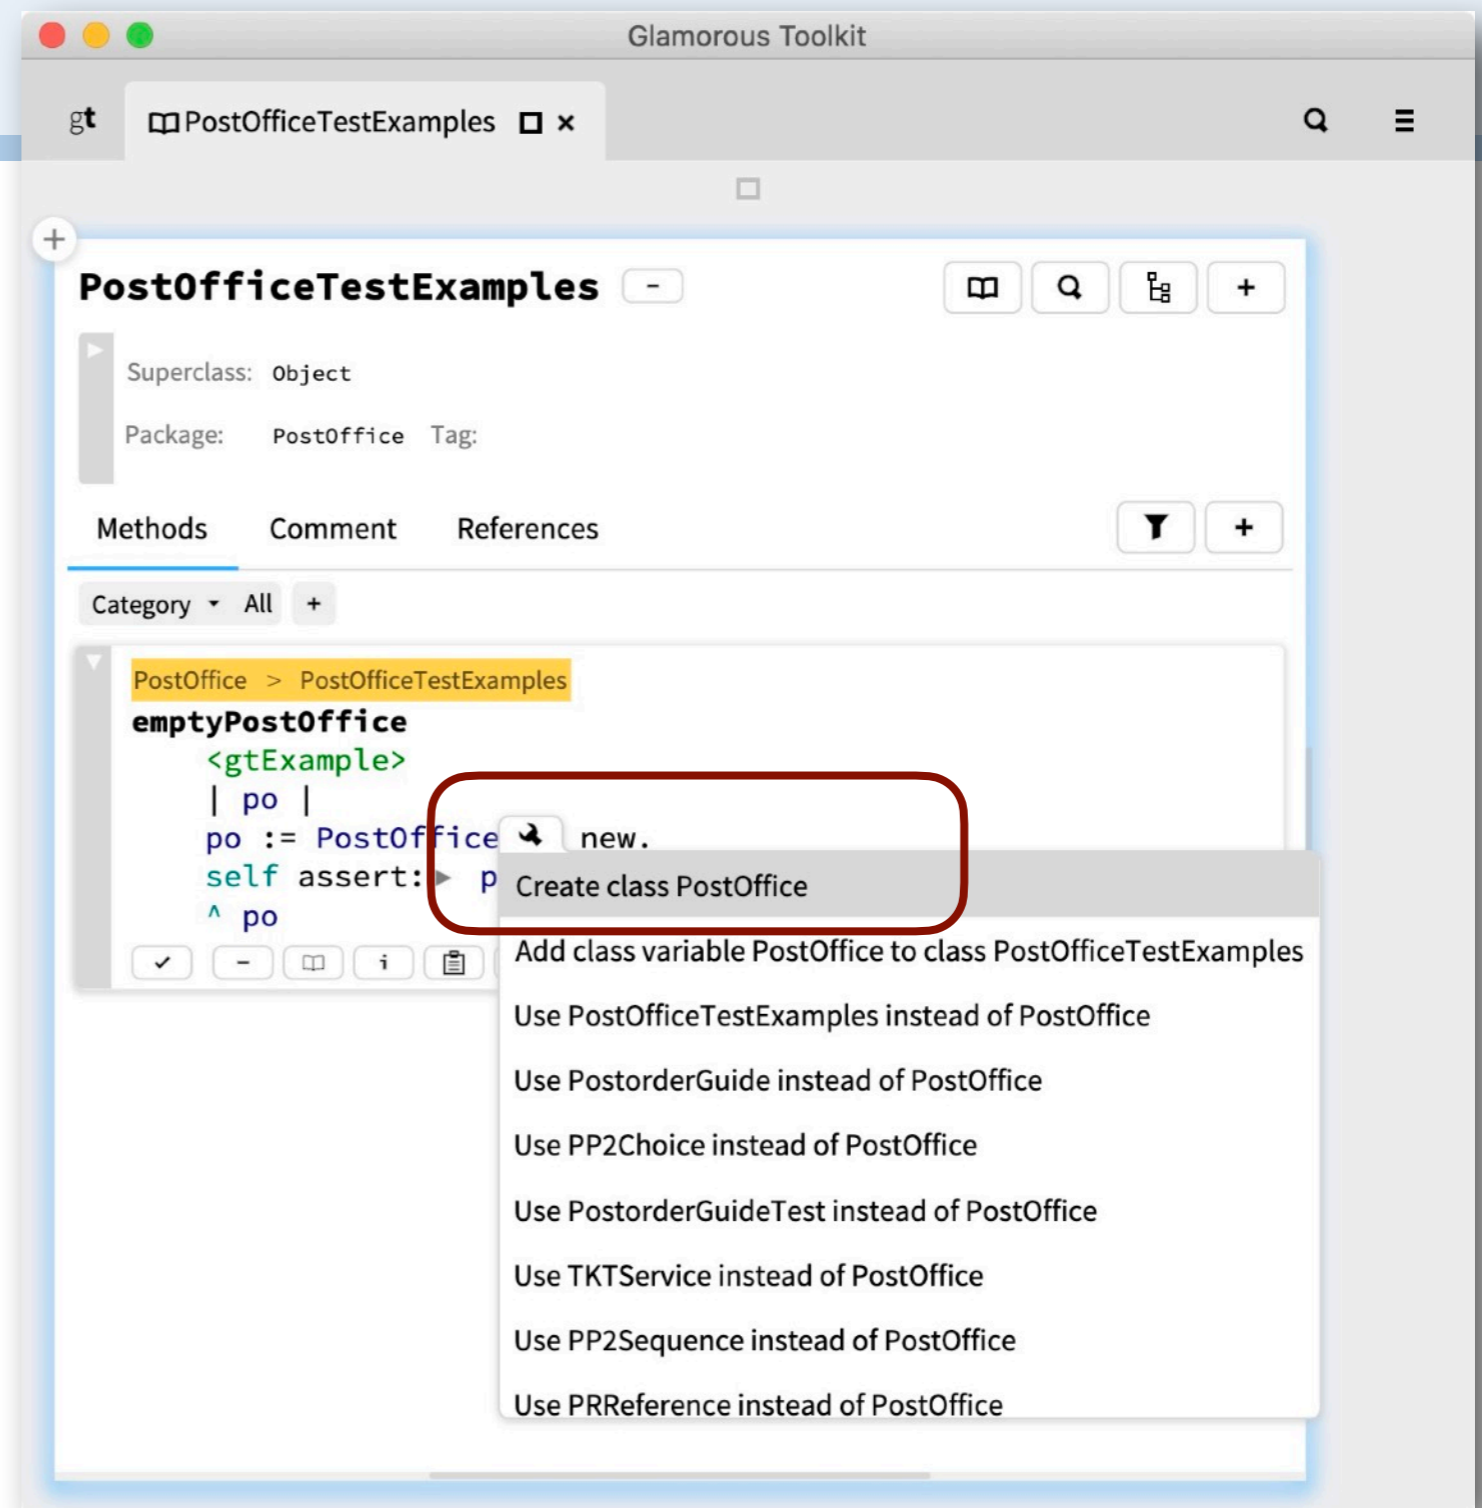 Glamorous Toolkit
gt PostOfficeTestExamples
PostOfficeTestExamples -
Superclass: Object
Package: PostOffice Tag:
Methods Comment References
Category All +
PostOffice > PostOfficeTestExamples
emptyPostOffice
<gtExample>
| po |
po := PostOffice new.
self assert: p
^ po
Create class PostOffice
Add class variable PostOffice to class PostOfficeTestExamples
Use PostOfficeTestExamples instead of PostOffice
Use PostorderGuide instead of PostOffice
Use PP2Choice instead of PostOffice
Use PostorderGuideTest instead of PostOffice
Use TKTService instead of PostOffice
Use PP2Sequence instead of PostOffice
Use PRReference instead of PostOffice